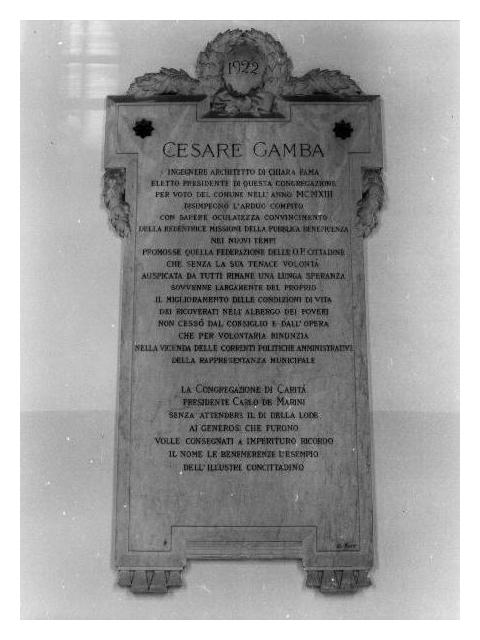 1922
CESARE GAMBA
INGEGNERE ARCHITETTO DI CHIARA FAMA
ELETTO PRESIDENTE DI QUESTA CONGREGAZIONE
PER VOTO DEL COMUNE NELL'ANNO MCMXIII
DISIMPEGNO L'ARDUO COMPITO
CON SAPERE OCULATEZZA CONVINCIMENTO
DELLA REDENTRICE MISSIONE DELLA PUBBLICA BENEFICENZA
NEI NUOVI TEMPI
PROMOSSE QUELLA FEDERAZIONE DELLE O.P. CITTADINE
CHE SENZA LA SUA TENACE VOLONTÀ
AUSPICATA DA TUTTI RIMANE UNA LUNGA SPERANZA
SOVVENNE LARGAMENTE DEL PROPRIO
IL MIGLIORAMENTO DELLE CONDIZIONI DI VITA
DEI RICOVERATI NELL'ALBERGO DEI POVERI
NON CESSÒ DAL CONSIGLIO E DALL'OPERA
CHE PER VOLONTARIA RINUNZIA
NELLA VICENDA DELLE CORRENTI POLITICHE AMMINISTRATIVE
DELLA RAPPRESENTANZA MUNICIPALE
LA CONGREGAZIONE DI CARITÀ
PRESIDENTE CARLO DE MARINI
SENZA ATTENDERE IL DÌ DELLA LODE
AI GENEROSI CHE FURONO
VOLLE CONSEGNATI A IMPERITURO RICORDO
IL NOME LE BENEMERENZE L'ESEMPIO
DELL'ILLUSTRE CONCITTADINO